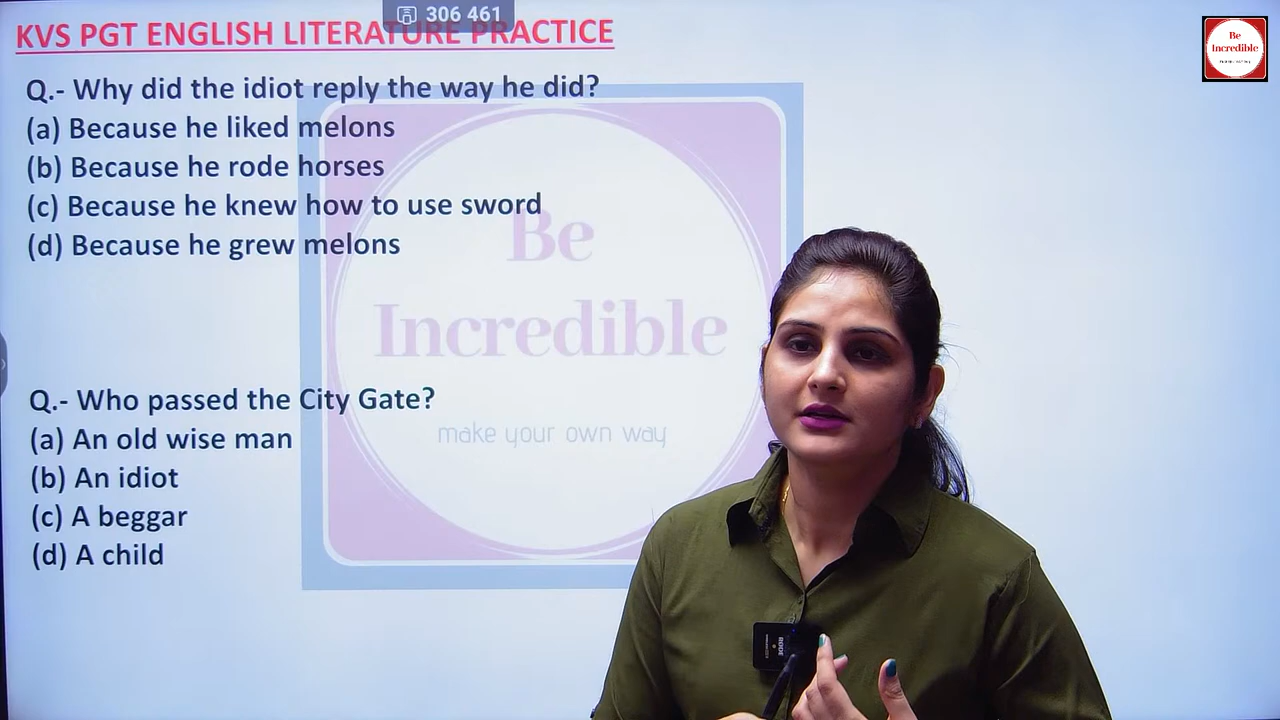 306 461
KVS PGT ENGLISH LITERATURE PRACTICE
Be
Incredible
Q.- Why did the idiot reply the way he did?
(a) Because he liked melons
(b) Because he rode horses
(c) Because he knew how to use sword
(d) Because he grew melons
Be
Incredible
make your own way
Q.- Who passed the City Gate?
(a) An old wise man
(b) An idiot
(c) A beggar
(d) A child
RODE